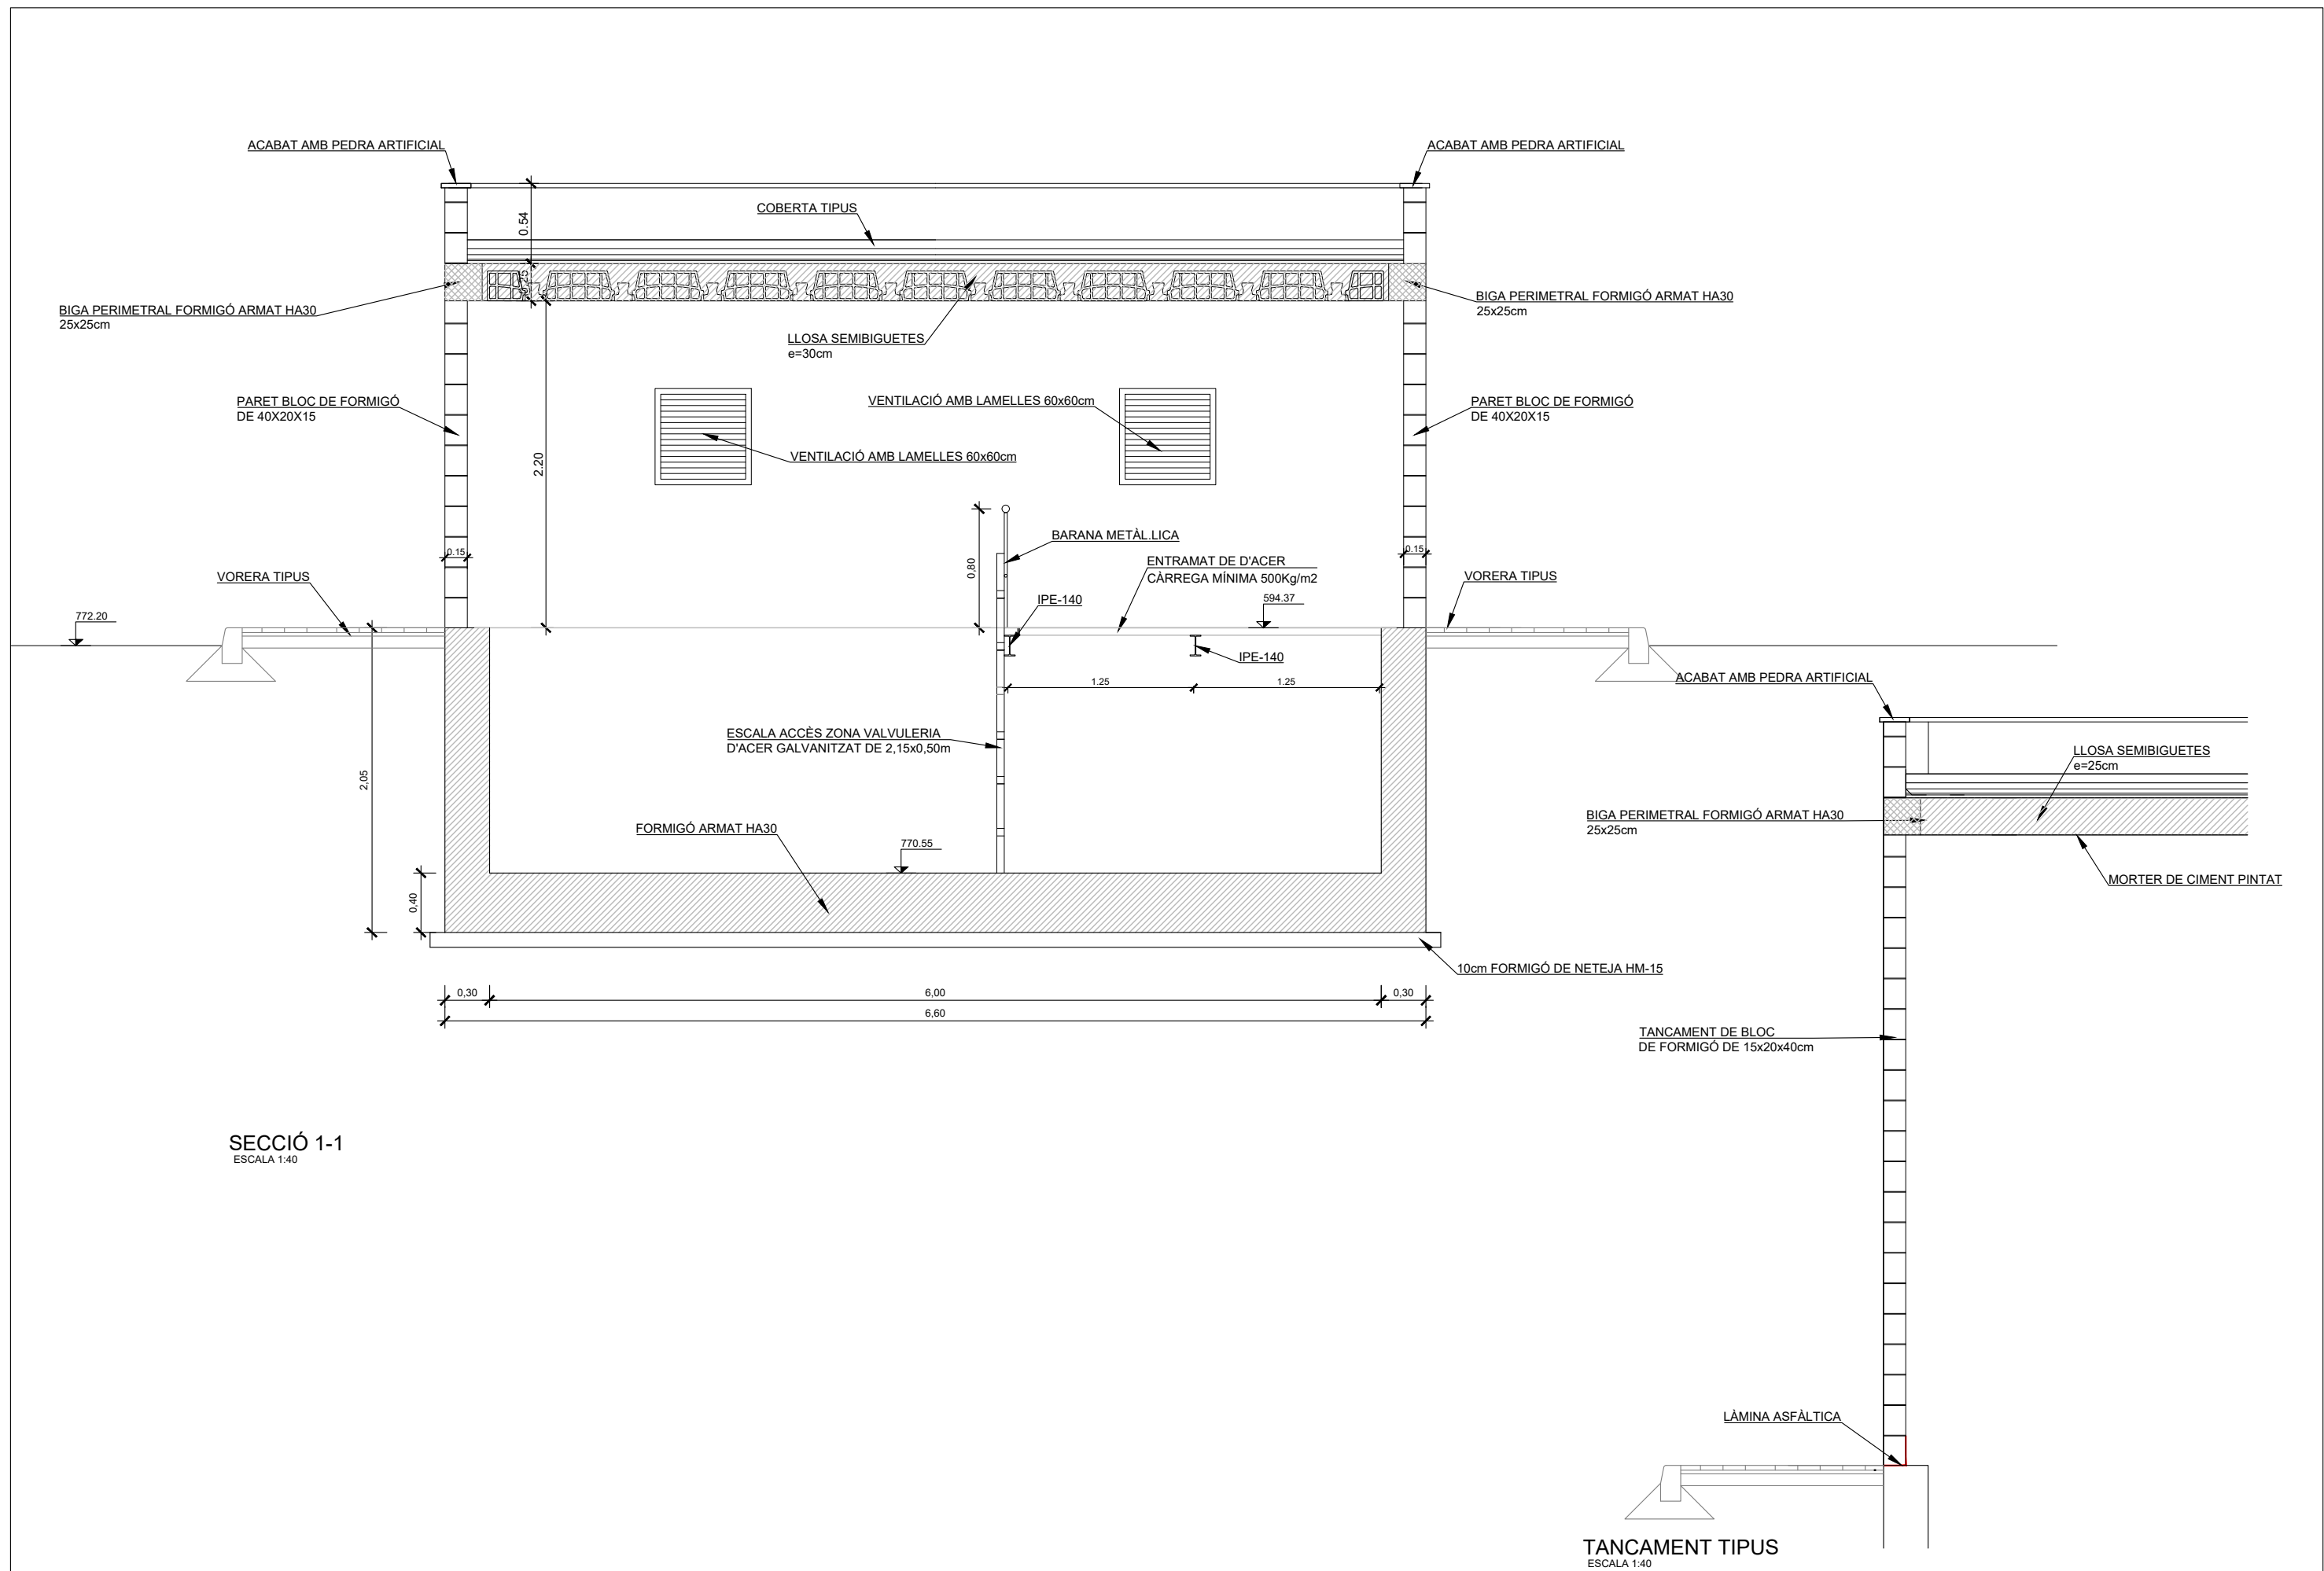 ACABAT AMB PEDRA ARTIFICIAL
ACABAT AMB PEDRA ARTIFICIAL
COBERTA TIPUS
0.54
0.25
BIGA PERIMETRAL FORMIGÓ ARMAT HA30
25x25cm
BIGA PERIMETRAL FORMIGÓ ARMAT HA30
25x25cm
LLOSA SEMIBIGUETES
e=30cm
PARET BLOC DE FORMIGÓ
DE 40X20X15
VENTILACIÓ AMB LAMELLES 60x60cm
PARET BLOC DE FORMIGÓ
DE 40X20X15
2.20
VENTILACIÓ AMB LAMELLES 60x60cm
BARANA METÀL.LICA
0.15
0.15
0,80
ENTRAMAT DE D'ACER
CÀRREGA MÍNIMA 500Kg/m2
VORERA TIPUS
VORERA TIPUS
IPE-140
594.37
772.20
IPE-140
1.25
1.25
ACABAT AMB PEDRA ARTIFICIAL
ESCALA ACCÈS ZONA VALVULERIA
D'ACER GALVANITZAT DE 2,15x0,50m
LLOSA SEMIBIGUETES
e=25cm
2,05
BIGA PERIMETRAL FORMIGÓ ARMAT HA30
25x25cm
FORMIGÓ ARMAT HA30
770.55
MORTER DE CIMENT PINTAT
0,40
10cm FORMIGÓ DE NETEJA HM-15
0,30
6,00
0,30
6,60
TANCAMENT DE BLOC
DE FORMIGÓ DE 15x20x40cm
SECCIÓ 1-1
ESCALA 1:40
LÀMINA ASFÀLTICA
TANCAMENT TIPUS
ESCALA 1:40